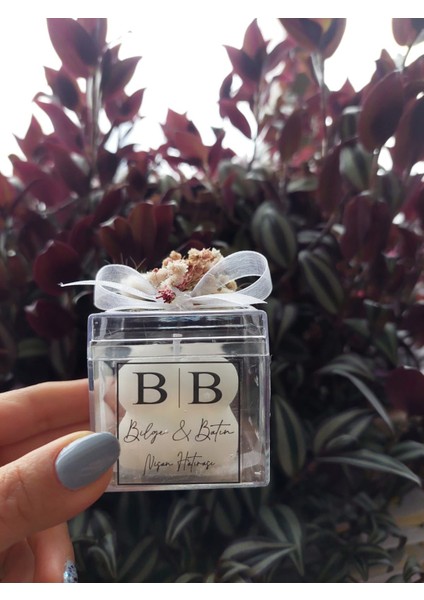 B|B
Bilge & Batın
Nişan Hatırası